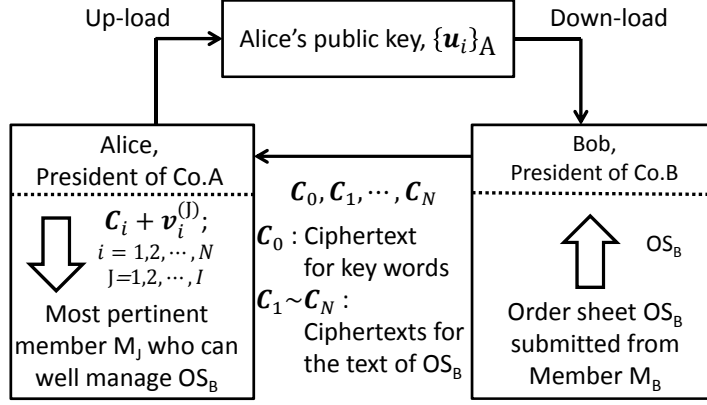 Up-load
Down-load
Alice's public key, {𝒖ᵢ}_A
Alice,
President of Co.A
C_i + v_i^(J);
i = 1,2,⋯,N
J=1,2,⋯,I
Most pertinent
member M_J who can
well manage OS_B
C_0, C_1, ⋯, C_N
C_0 : Ciphertext
for key words
C_1~C_N :
Ciphertexts for
the text of OS_B
Bob,
President of Co.B
OS_B
Order sheet OS_B
submitted from
Member M_B